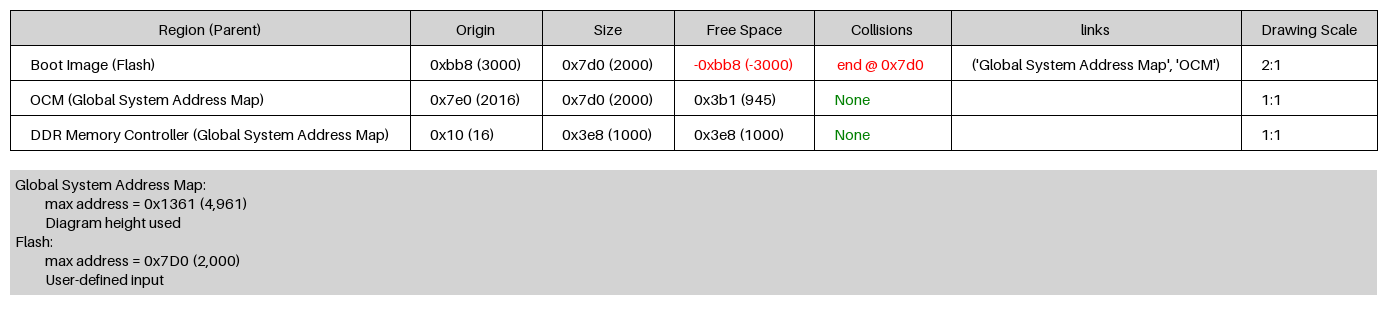 Region (Parent) Origin Size Free Space Collisions links Drawing Scale
Boot Image (Flash) 0xbb8 (3000) 0x7d0 (2000) -0xbb8 (-3000) end @ 0x7d0 ('Global System Address Map', 'OCM') 2:1
OCM (Global System Address Map) 0x7e0 (2016) 0x7d0 (2000) 0x3b1 (945) None 1:1
DDR Memory Controller (Global System Address Map) 0x10 (16) 0x3e8 (1000) 0x3e8 (1000) None 1:1
Global System Address Map:
max address = 0x1361 (4,961)
Diagram height used
Flash:
max address = 0x7D0 (2,000)
User-defined input